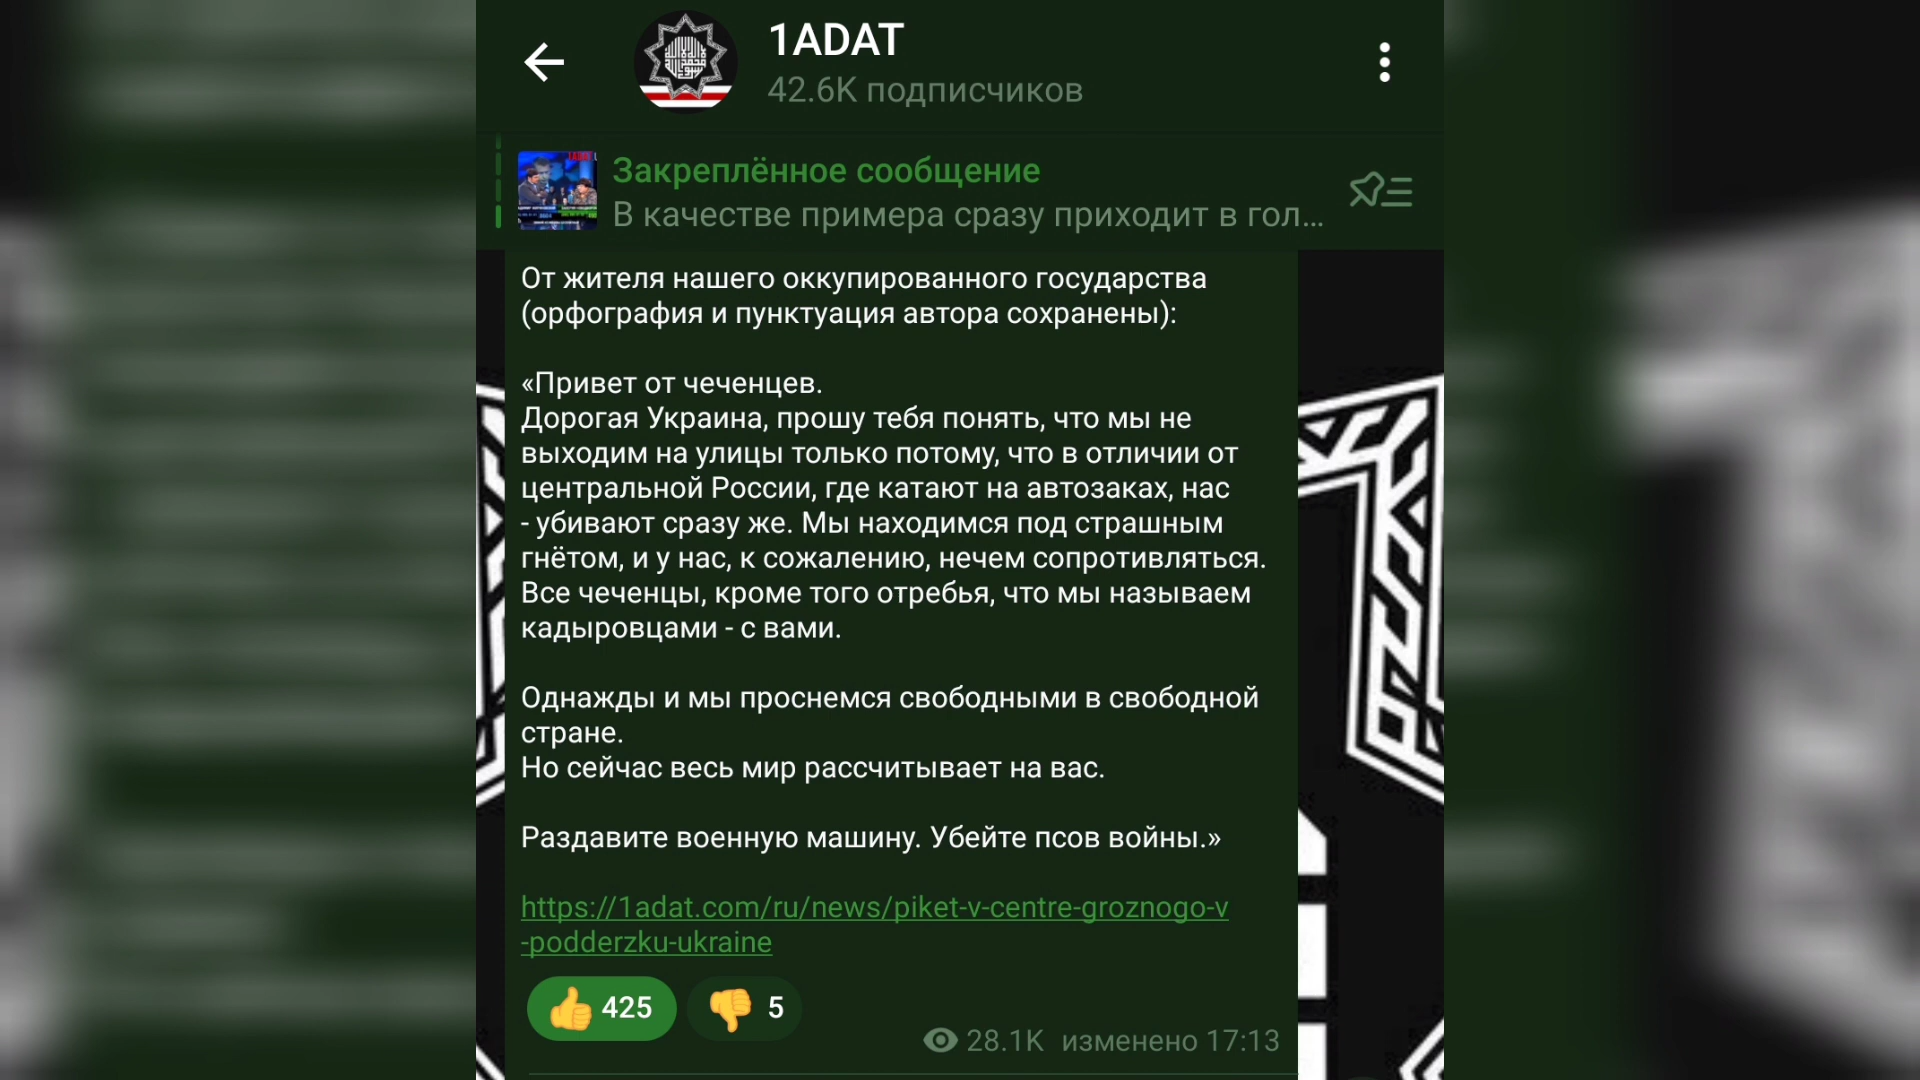 1ADAT
42.6K подписчиков
Закреплённое сообщение
В качестве примера сразу приходит в гол...
От жителя нашего оккупированного государства
(орфография и пунктуация автора сохранены):
«Привет от чеченцев.
Дорогая Украина, прошу тебя понять, что мы не
выходим на улицы только потому, что в отличии от
центральной России, где катают на автозаках, нас
- убивают сразу же. Мы находимся под страшным
гнётом, и у нас, к сожалению, нечем сопротивляться.
Все чеченцы, кроме того отребья, что мы называем
кадыровцами - с вами.
Однажды и мы проснемся свободными в свободной
стране.
Но сейчас весь мир рассчитывает на вас.
Раздавите военную машину. Убейте псов войны.»
https://1adat.com/ru/news/piket-v-centre-groznogo-v
-podderzku-ukraine
425 5
28.1K изменено 17:13